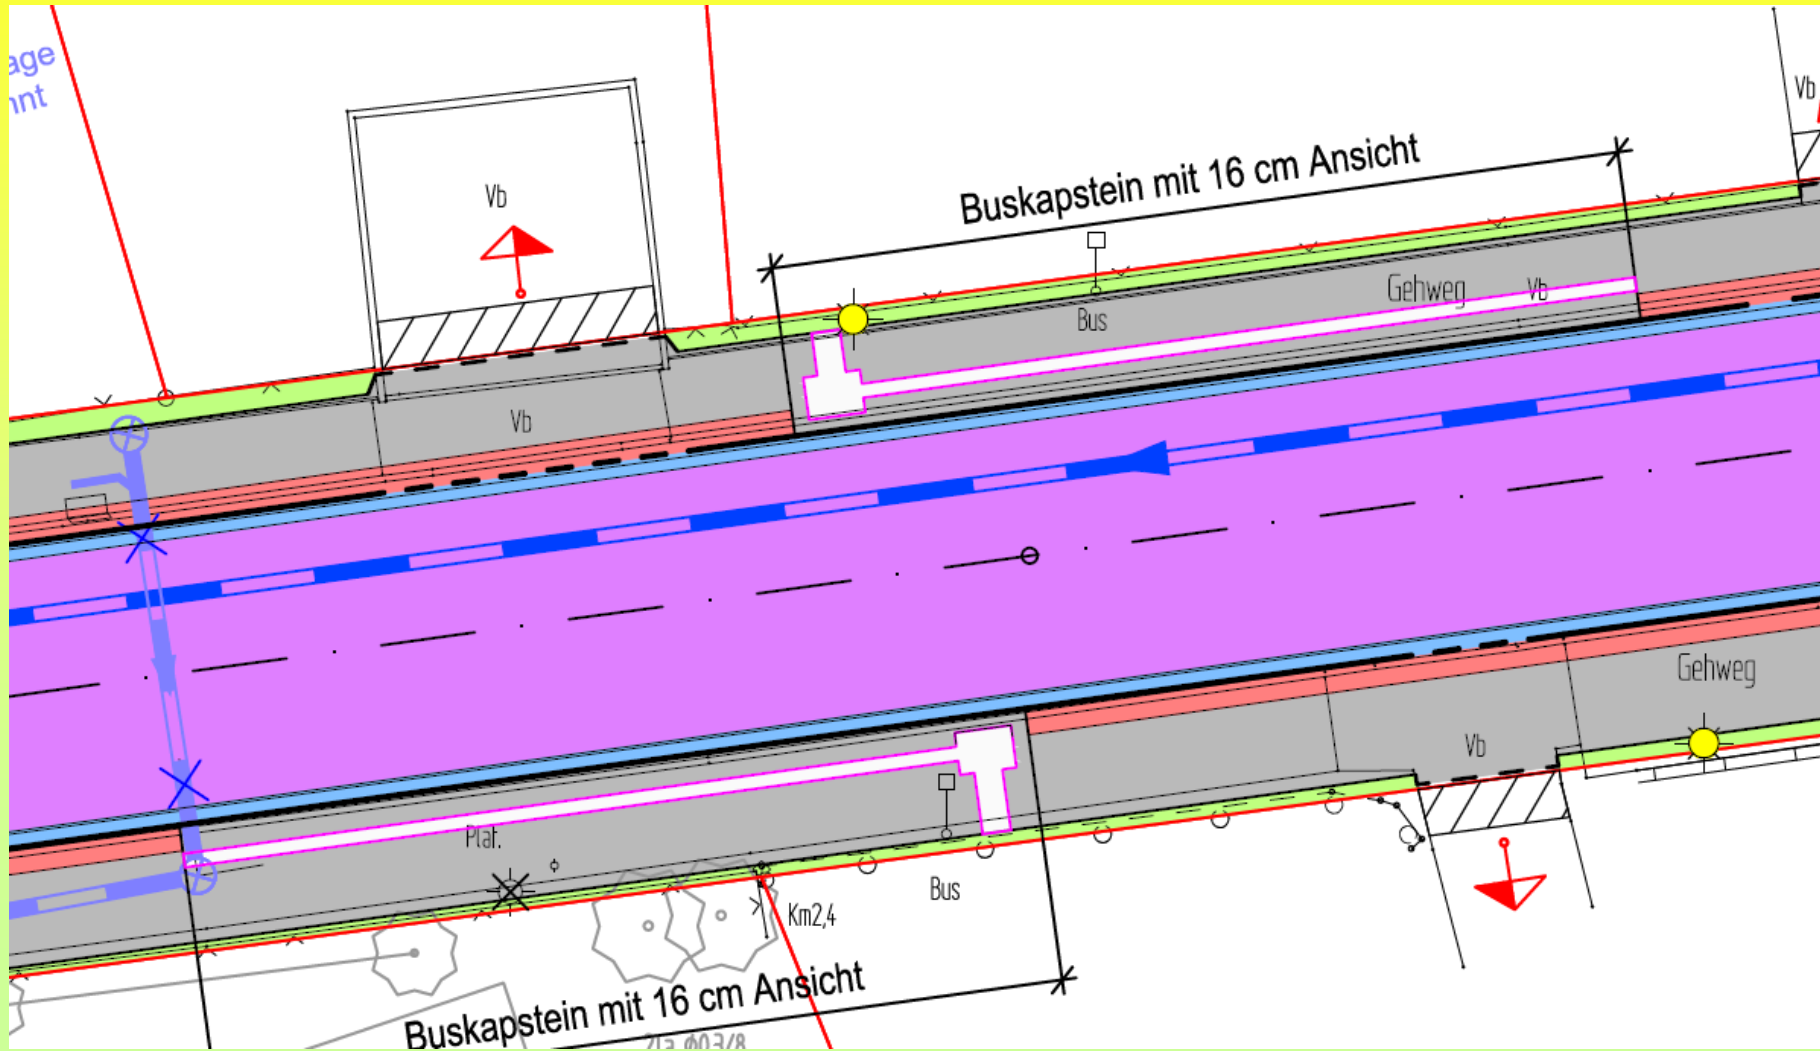 age
nnt
Vb
Vb
Buskapstein mit 16 cm Ansicht
Gehweg
Vb
Bus
Vb
Gehweg
Vb
Plat.
Bus
Km2,4
Buskapstein mit 16 cm Ansicht